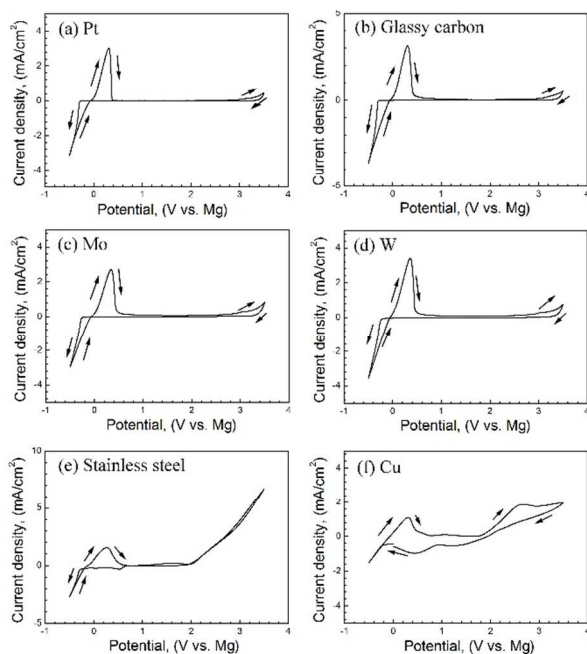 (a) Pt
Current density, (mA/cm²)
4
2
0
-2
-4
-1 0 1 2 3 4
Potential, (V vs. Mg)
(b) Glassy carbon
Current density, (mA/cm²)
5
0
-5
-1 0 1 2 3 4
Potential, (V vs. Mg)
(c) Mo
Current density, (mA/cm²)
4
2
0
-2
-4
-1 0 1 2 3 4
Potential, (V vs. Mg)
(d) W
Current density, (mA/cm²)
4
2
0
-2
-4
-1 0 1 2 3 4
Potential, (V vs. Mg)
(e) Stainless steel
Current density, (mA/cm²)
10
5
0
-5
-1 0 1 2 3 4
Potential, (V vs. Mg)
(f) Cu
Current density, (mA/cm²)
4
2
0
-2
-4
-1 0 1 2 3 4
Potential, (V vs. Mg)